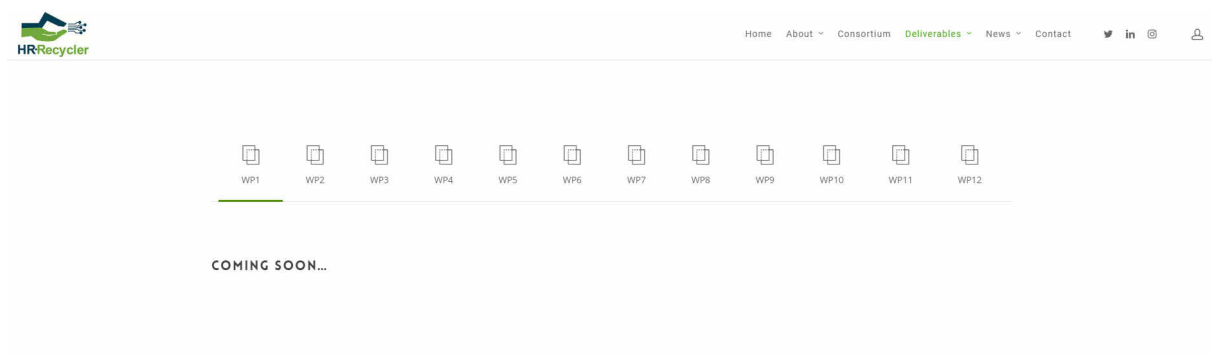 HR-Recycler
Home About Consortium Deliverables News Contact
WP1 WP2 WP3 WP4 WP5 WP6 WP7 WP8 WP9 WP10 WP11 WP12
COMING SOON...